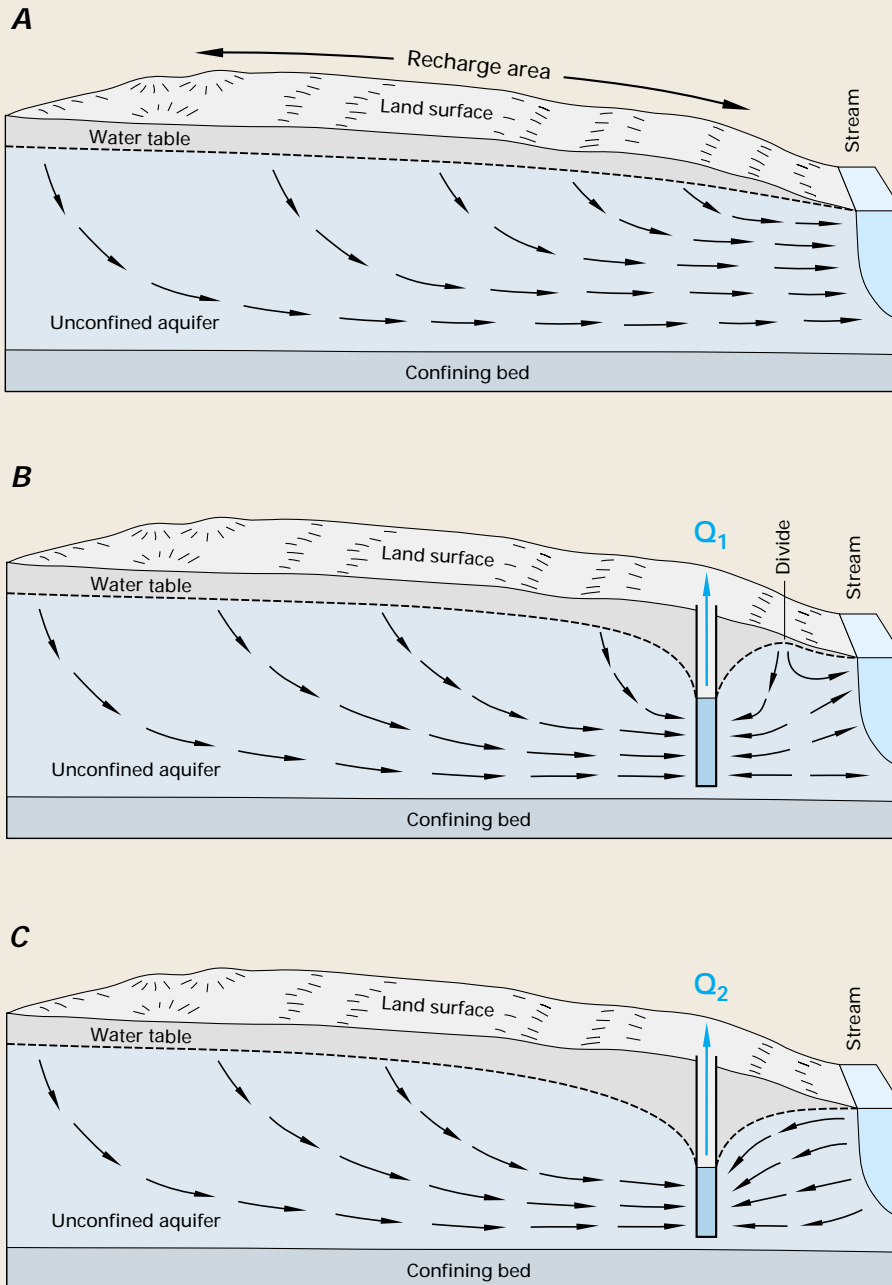 A
Recharge area
Land surface
Stream
Water table
Unconfined aquifer
Confining bed
B
Q1
Divide
Stream
Land surface
Water table
Unconfined aquifer
Confining bed
C
Q2
Stream
Land surface
Water table
Unconfined aquifer
Confining bed